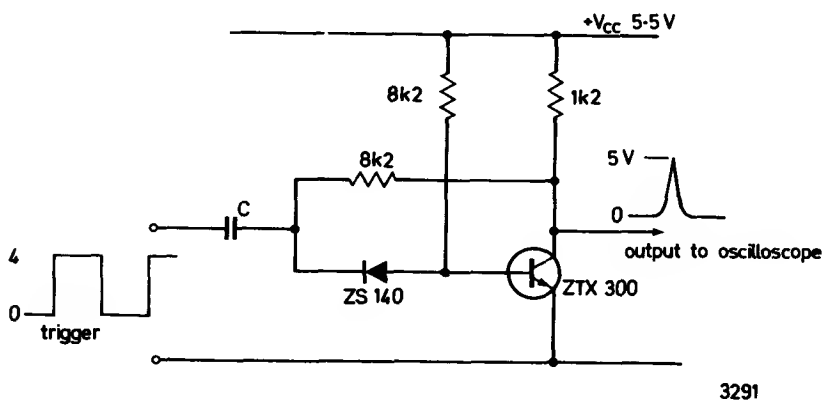 +VCC 5·5 V
8k2
1k2
8k2
5 V
C
0
output to oscilloscope
4
ZS 140
ZTX 300
0
trigger
3291